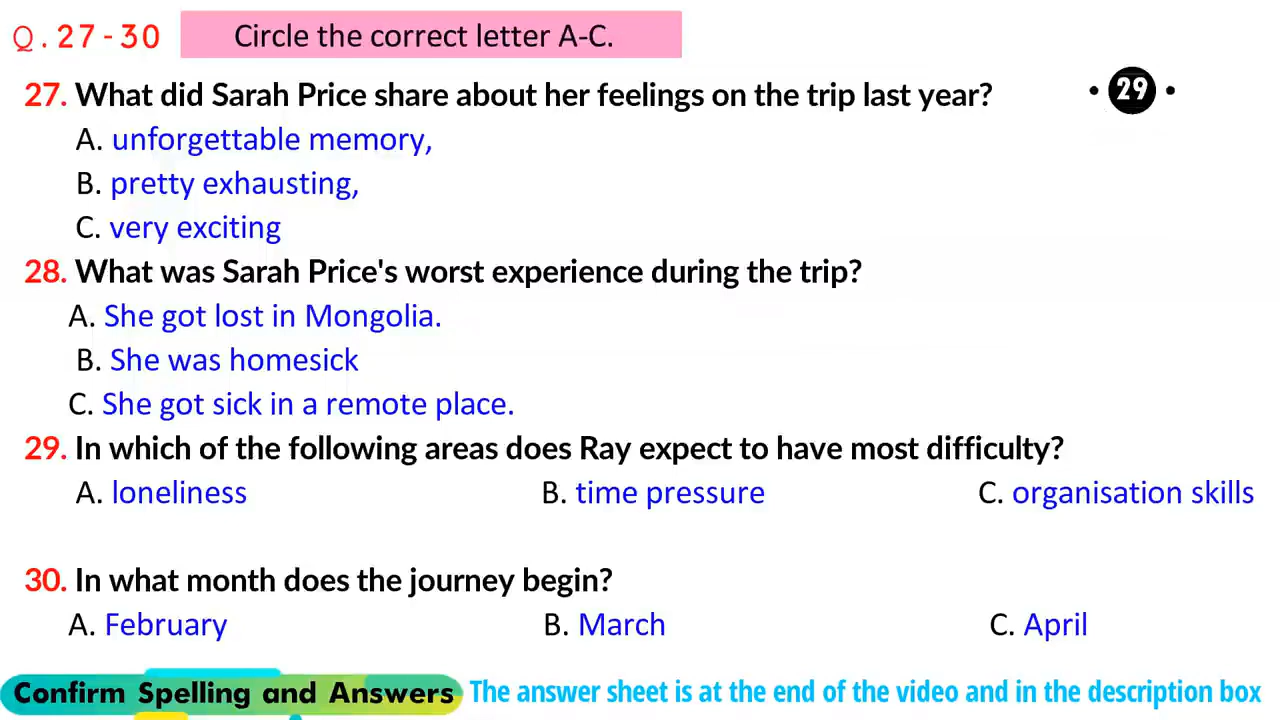 Q.27-30 Circle the correct letter A-C.
27. What did Sarah Price share about her feelings on the trip last year? • 29 •
A. unforgettable memory,
B. pretty exhausting,
C. very exciting
28. What was Sarah Price's worst experience during the trip?
A. She got lost in Mongolia.
B. She was homesick
C. She got sick in a remote place.
29. In which of the following areas does Ray expect to have most difficulty?
A. loneliness B. time pressure C. organisation skills
30. In what month does the journey begin?
A. February B. March C. April
Confirm Spelling and Answers The answer sheet is at the end of the video and in the description box